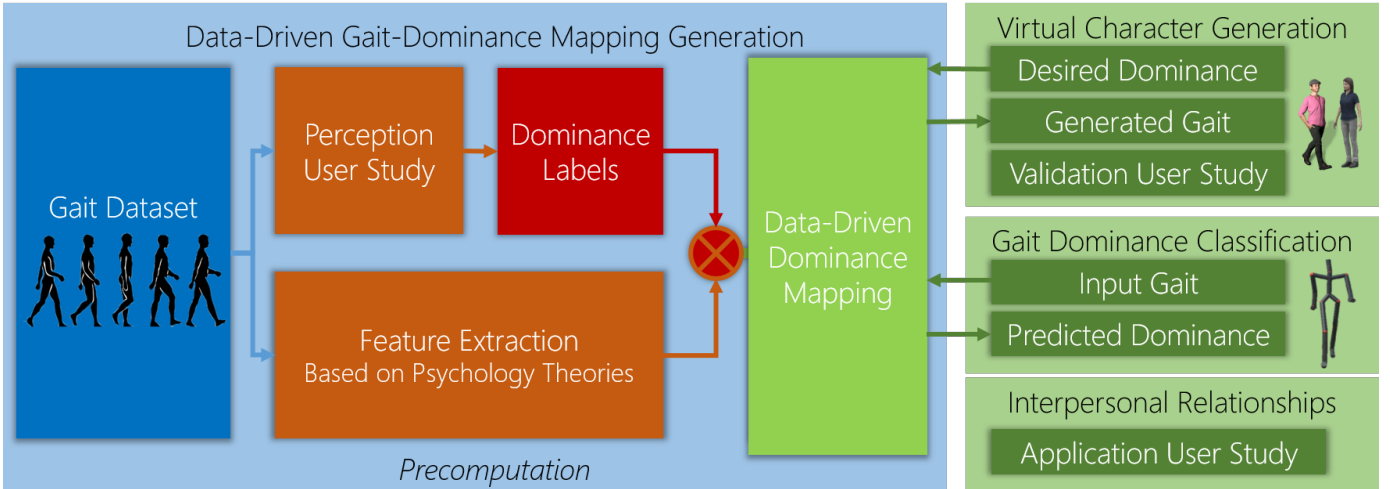 Data-Driven Gait-Dominance Mapping Generation
Gait Dataset
Perception
User Study
Dominance
Labels
Feature Extraction
Based on Psychology Theories
Data-Driven
Dominance
Mapping
Precomputation
Virtual Character Generation
Desired Dominance
Generated Gait
Validation User Study
Gait Dominance Classification
Input Gait
Predicted Dominance
Interpersonal Relationships
Application User Study